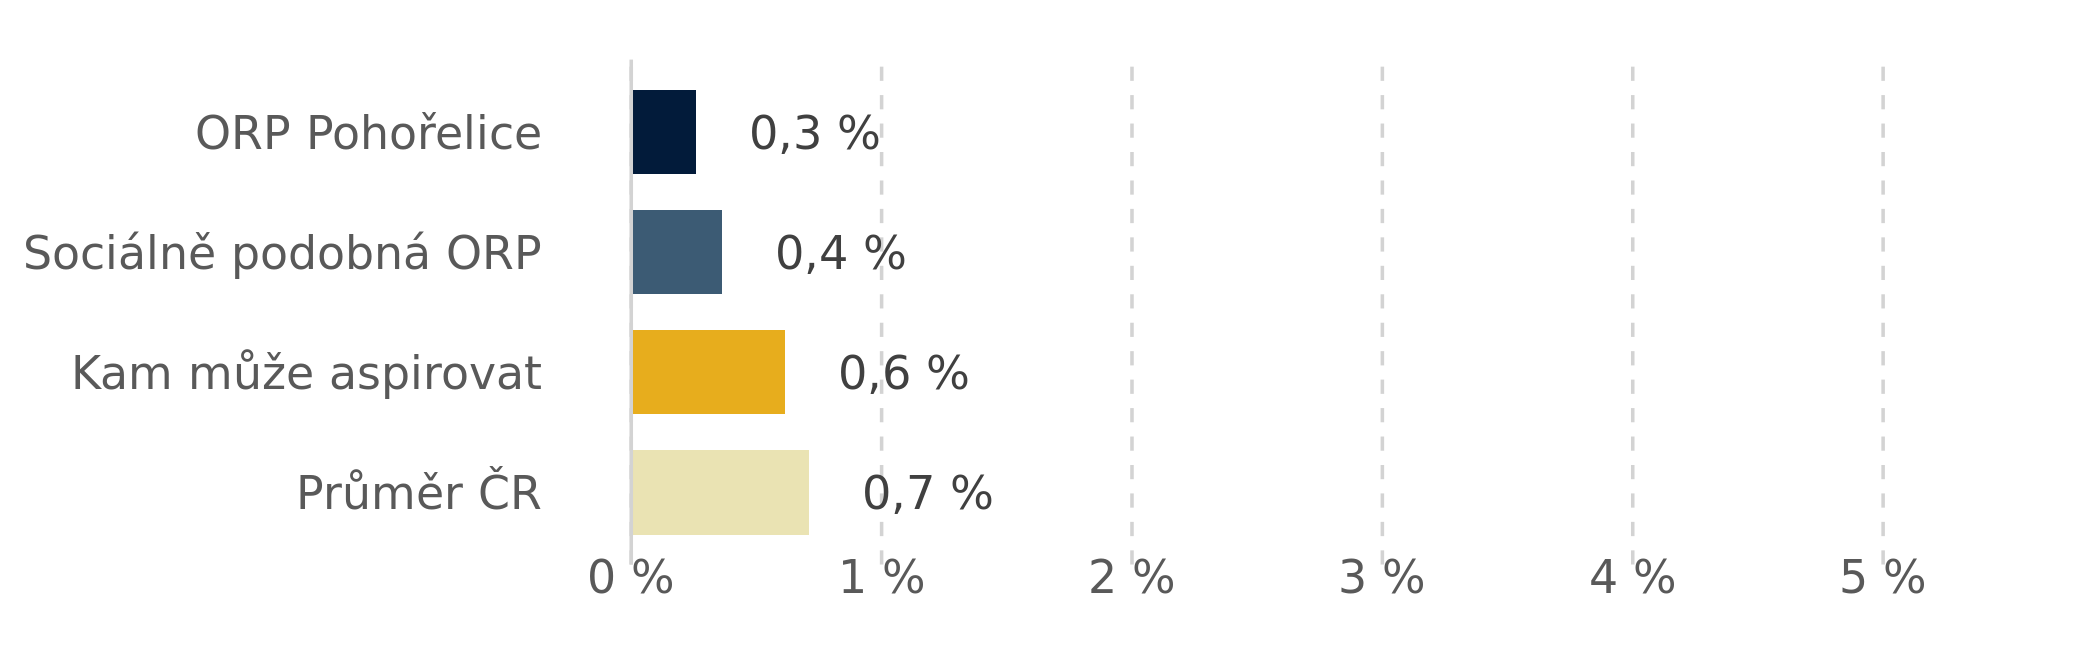 ORP Pohořelice 0,3 %
Sociálně podobná ORP 0,4 %
Kam může aspirovat 0,6 %
Průměr ČR 0,7 %
0 % 1 % 2 % 3 % 4 % 5 %